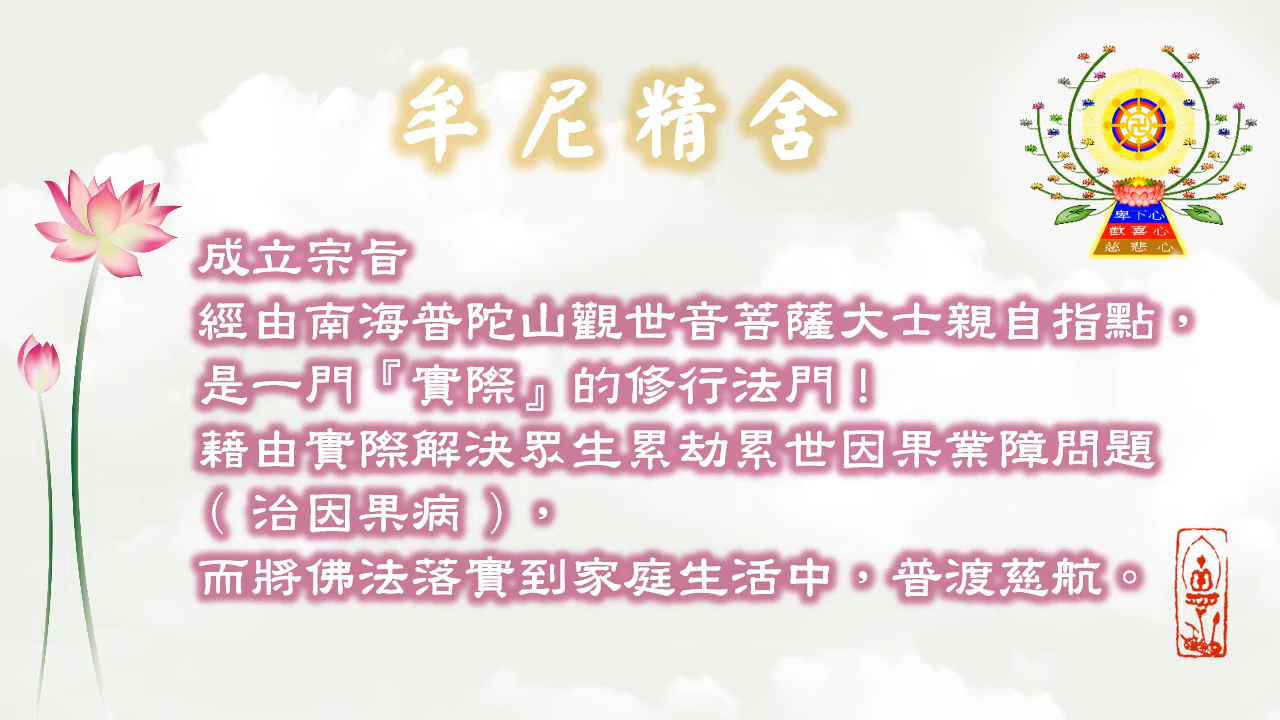 牟尼精舍
卍
卑下心
歡喜心
慈悲心
成立宗旨
經由南海普陀山觀世音菩薩大士親自指點，
是一門『實際』的修行法門！
藉由實際解決眾生累劫累世因果業障問題
（治因果病），
而將佛法落實到家庭生活中，普渡慈航。